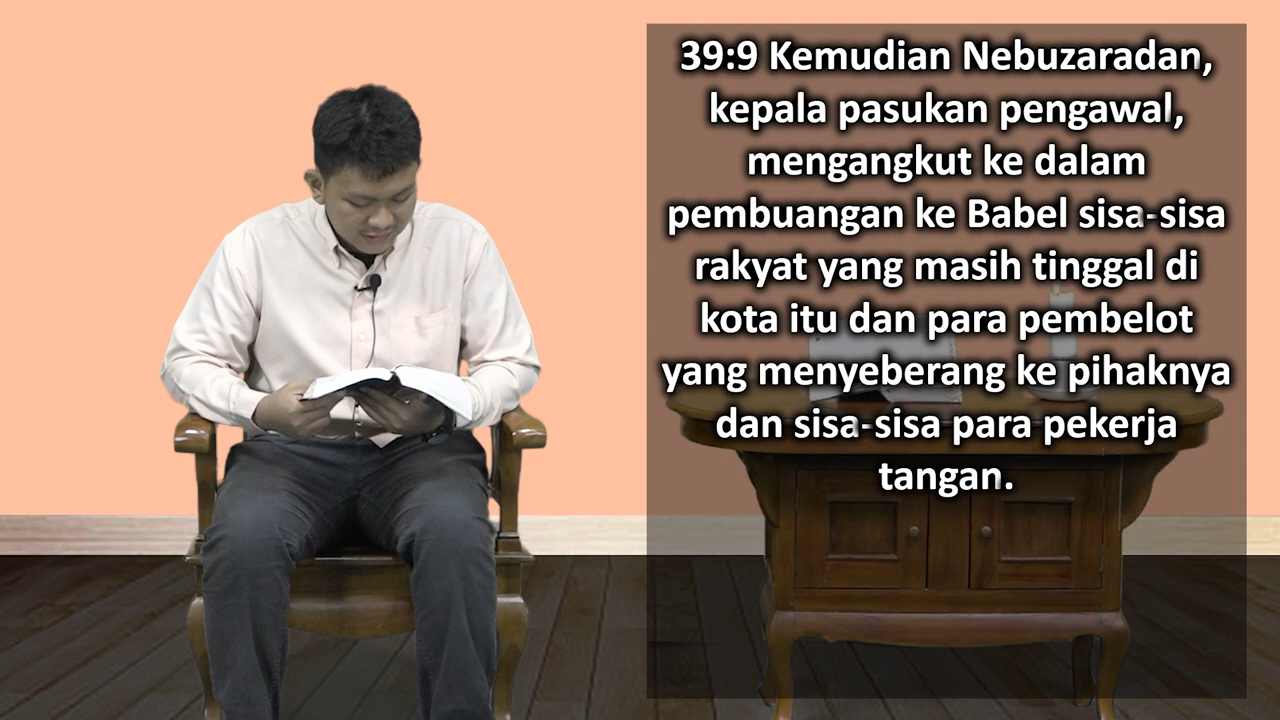 39:9 Kemudian Nebuzaradan,
kepala pasukan pengawal,
mengangkut ke dalam
pembuangan ke Babel sisa-sisa
rakyat yang masih tinggal di
kota itu dan para pembelot
yang menyeberang ke pihaknya
dan sisa-sisa para pekerja
tangan.